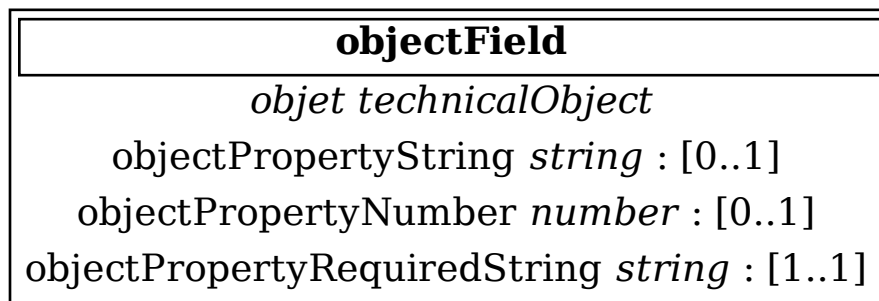 objectField
objet technicalObject
objectPropertyString string : [0..1]
objectPropertyNumber number : [0..1]
objectPropertyRequiredString string : [1..1]